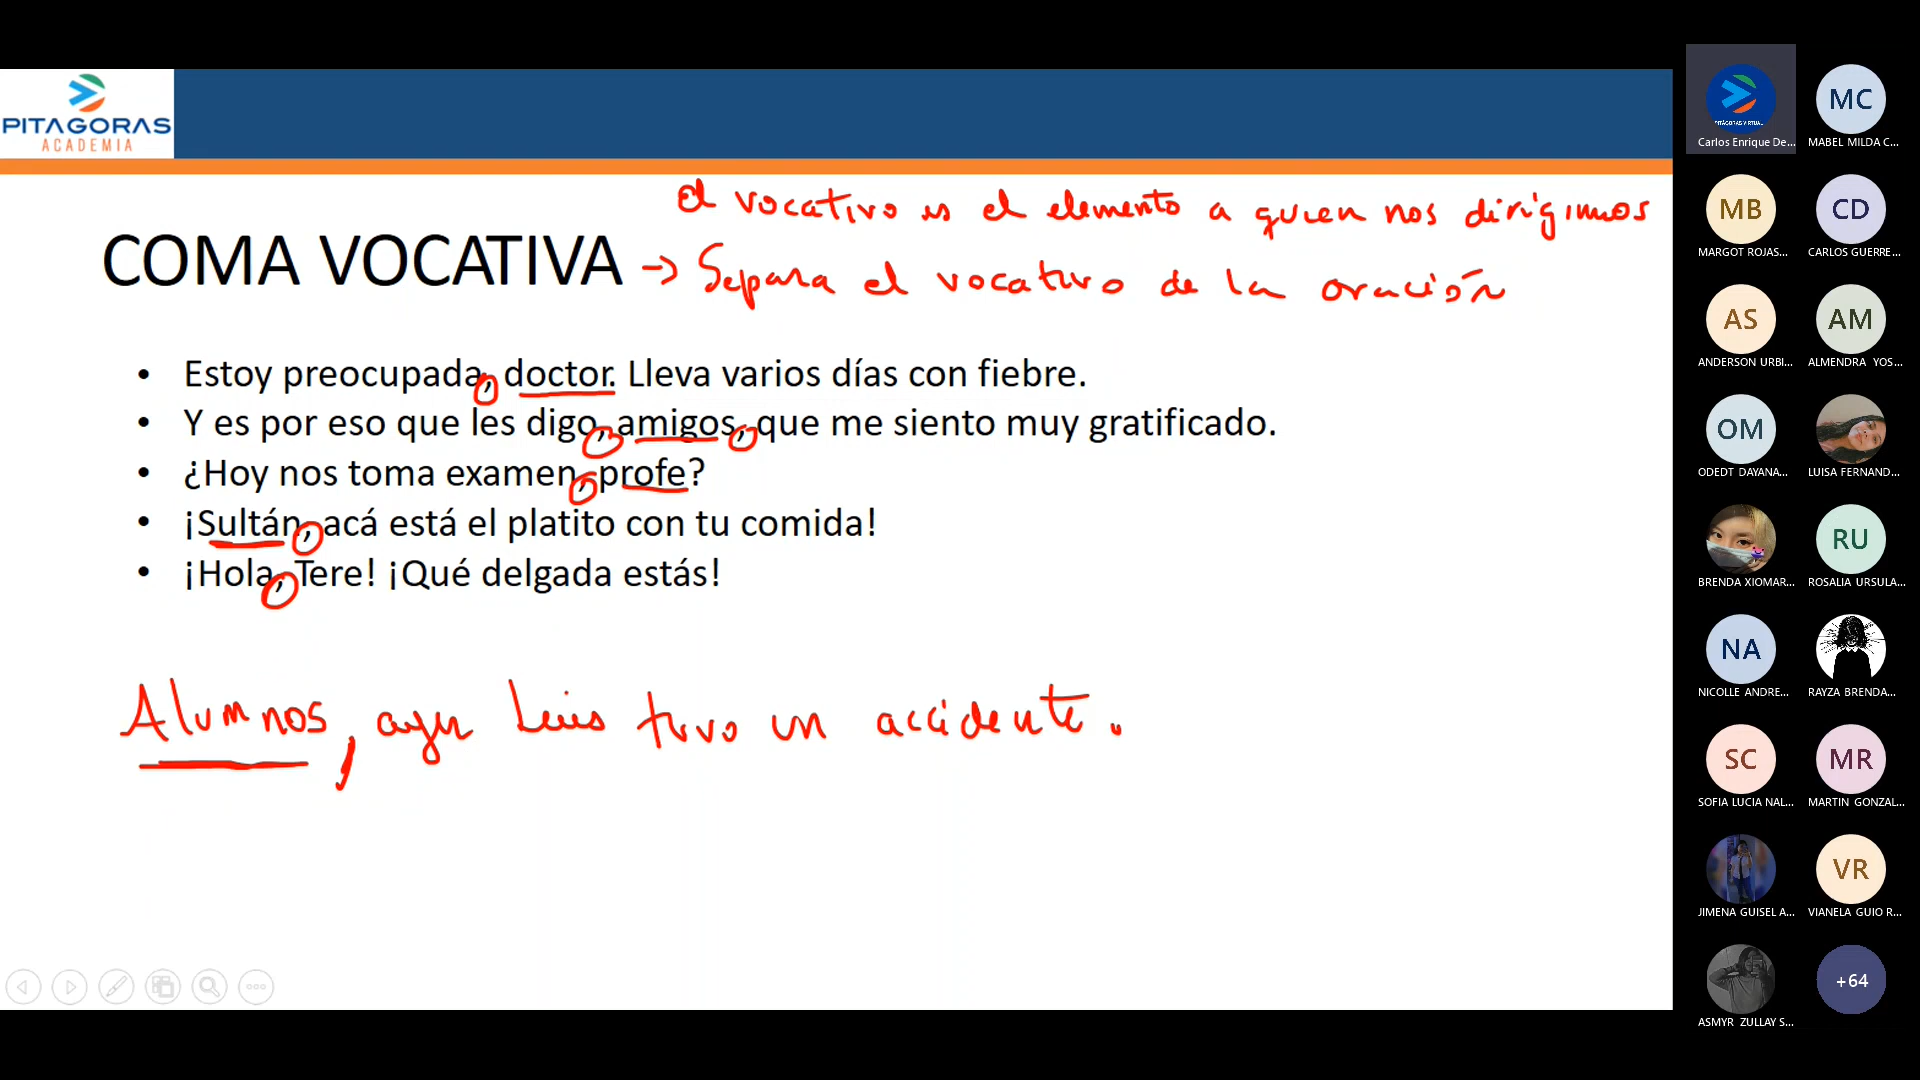 PITAGORAS
ACADEMIA
El vocativo es el elemento a quien nos dirigimos
COMA VOCATIVA → Separa el vocativo de la oración
• Estoy preocupada, doctor. Lleva varios días con fiebre.
• Y es por eso que les digo, amigos, que me siento muy gratificado.
• ¿Hoy nos toma examen, profe?
• ¡Sultán, acá está el platito con tu comida!
• ¡Hola, Tere! ¡Qué delgada estás!
Alumnos, ayer Luis tuvo un accidente.
PITÁGORAS VIRTUAL
Carlos Enrique De...
MC
MABEL MILDA C...
MB
MARGOT ROJAS...
CD
CARLOS GUERRE...
AS
ANDERSON URBI...
AM
ALMENDRA YOS...
OM
ODEDT DAYANA...
LUISA FERNAND...
BRENDA XIOMAR...
RU
ROSALIA URSULA...
NA
NICOLLE ANDRE...
RAYZA BRENDA...
SC
SOFIA LUCIA NAL...
MR
MARTIN GONZAL...
JIMENA GUISEL A...
VR
VIANELA GUIO R...
ASMYR ZULLAY S...
+64